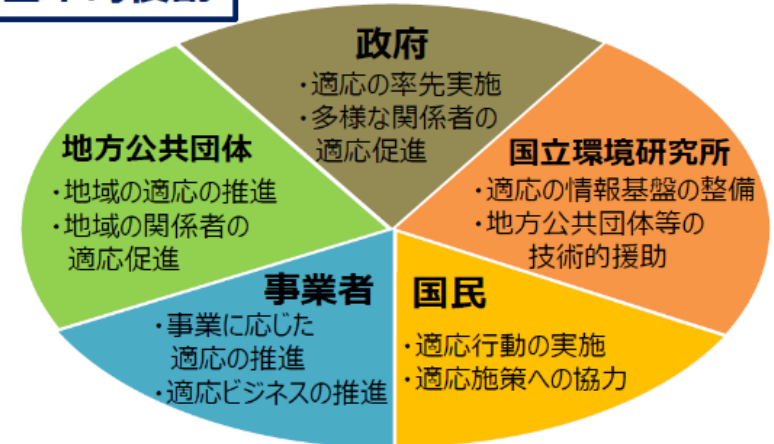 政府
・適応の率先実施
・多様な関係者の
適応促進
国立環境研究所
・適応の情報基盤の整備
・地方公共団体等の
技術的援助
国民
・適応行動の実施
・適応施策への協力
事業者
・事業に応じた
適応の推進
・適応ビジネスの推進
地方公共団体
・地域の適応の推進
・地域の関係者の
適応促進